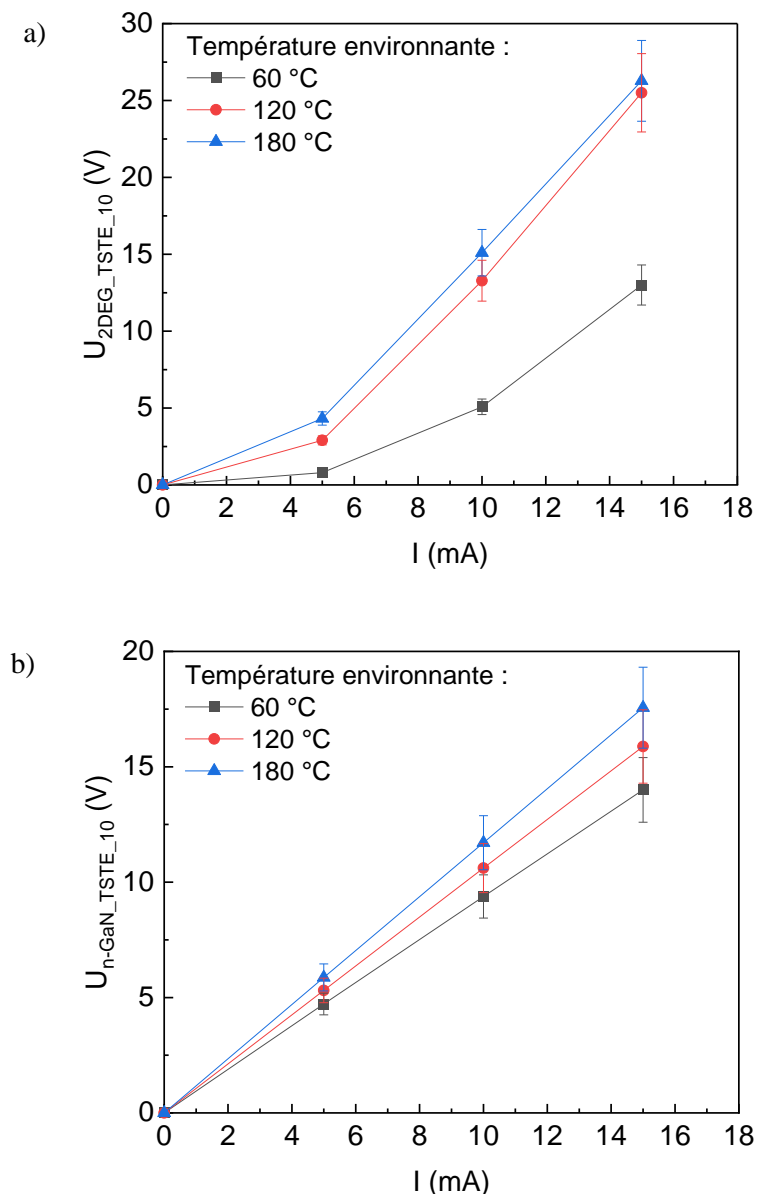 a)
30
25
20
15
10
5
0
U2DEG_TSTE_10 (V)
Température environnante :
60 °C
120 °C
180 °C
0 2 4 6 8 10 12 14 16 18
I (mA)
b)
20
15
10
5
0
Un-GaN_TSTE_10 (V)
Température environnante :
60 °C
120 °C
180 °C
0 2 4 6 8 10 12 14 16 18
I (mA)